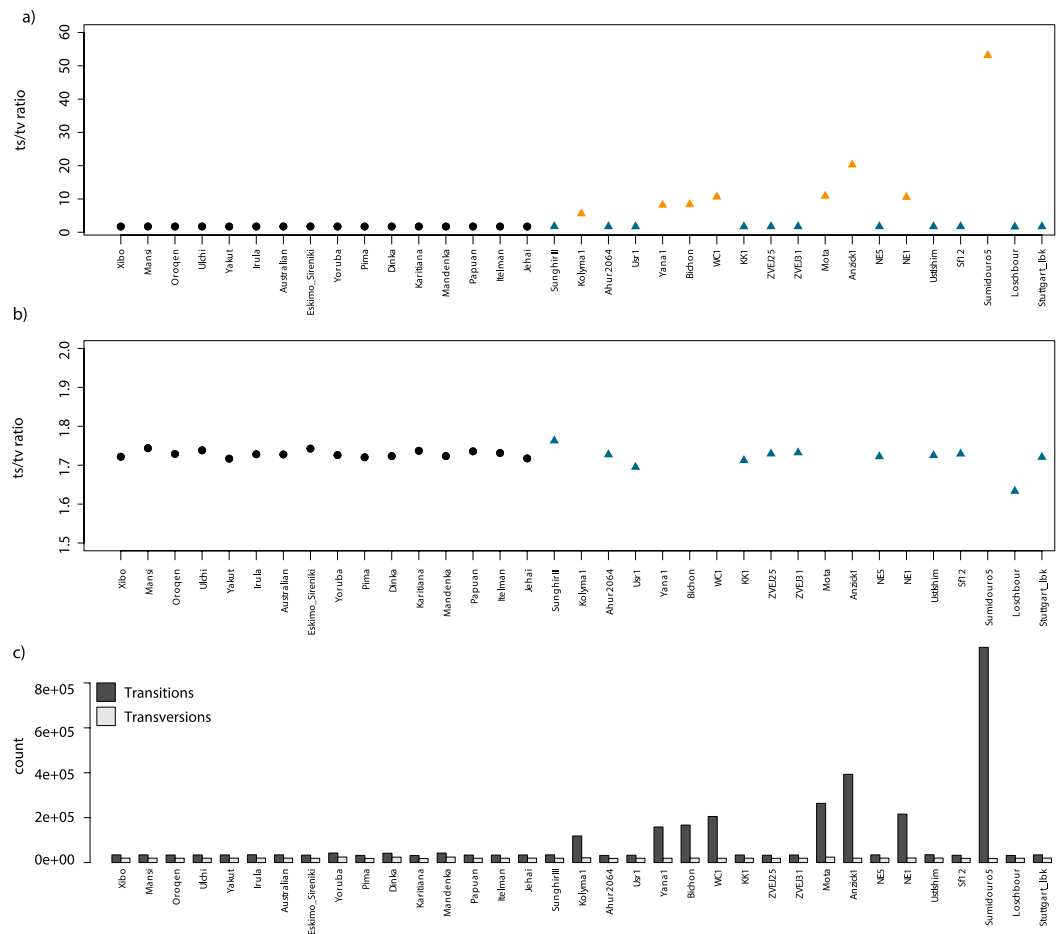 a)
ts/tv ratio
60
50
40
30
20
10
0
Xibo
Mansi
Oroqen
Ulchi
Yakut
Irula
Australian
Eskimo_Sireniki
Yoruba
Pima
Dinka
Karitiana
Mandenka
Papuan
Itelman
Jehai
SunghirIII
Kolyma1
Ahur2064
Usr1
Yana1
Bichon
WC1
KK1
ZVEJ25
ZVEJ31
Mota
Anzick1
NE5
NE1
UstIshim
Sf12
Sumidouro5
Loschbour
Stuttgart_lbk
b)
ts/tv ratio
2.0
1.9
1.8
1.7
1.6
1.5
Xibo
Mansi
Oroqen
Ulchi
Yakut
Irula
Australian
Eskimo_Sireniki
Yoruba
Pima
Dinka
Karitiana
Mandenka
Papuan
Itelman
Jehai
SunghirIII
Kolyma1
Ahur2064
Usr1
Yana1
Bichon
WC1
KK1
ZVEJ25
ZVEJ31
Mota
Anzick1
NE5
NE1
UstIshim
Sf12
Sumidouro5
Loschbour
Stuttgart_lbk
c)
count
8e+05
6e+05
4e+05
2e+05
0e+00
Transitions
Transversions
Xibo
Mansi
Oroqen
Ulchi
Yakut
Irula
Australian
Eskimo_Sireniki
Yoruba
Pima
Dinka
Karitiana
Mandenka
Papuan
Itelman
Jehai
SunghirIII
Kolyma1
Ahur2064
Usr1
Yana1
Bichon
WC1
KK1
ZVEJ25
ZVEJ31
Mota
Anzick1
NE5
NE1
UstIshim
Sf12
Sumidouro5
Loschbour
Stuttgart_lbk